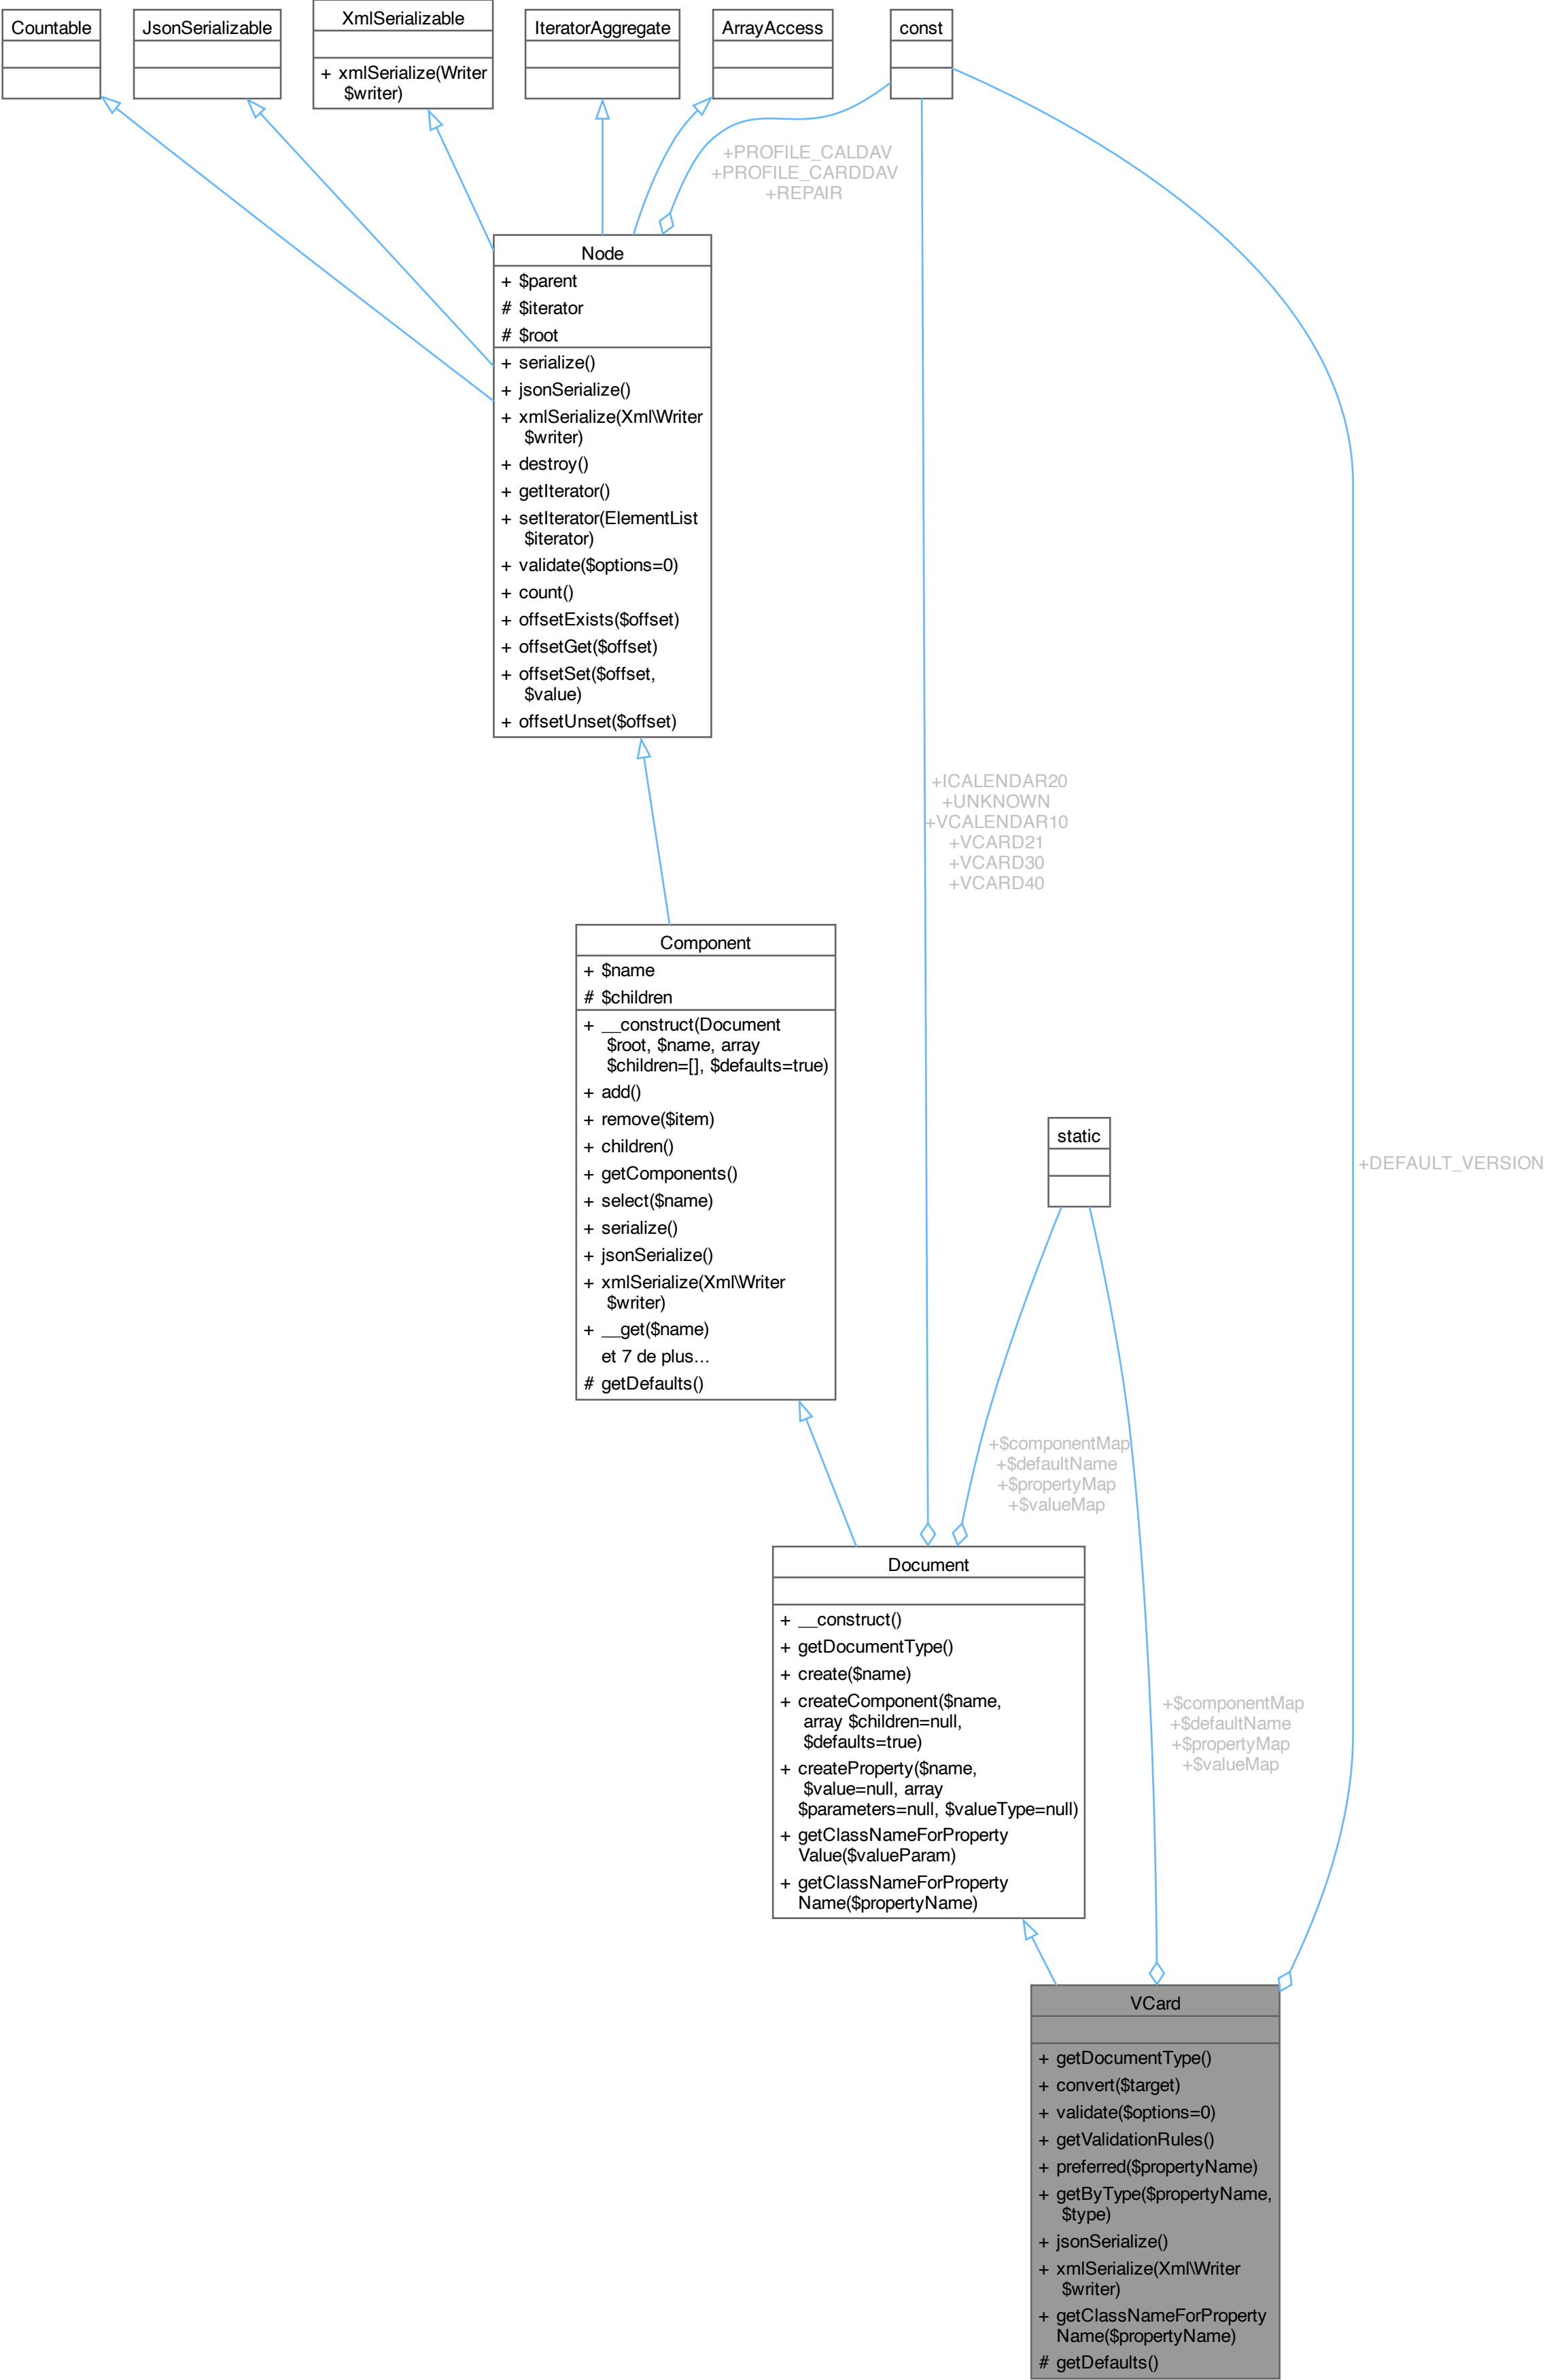 Countable
JsonSerializable
XmlSerializable
+ xmlSerialize(Writer
$writer)
IteratorAggregate
ArrayAccess
const
+PROFILE_CALDAV
+PROFILE_CARDDAV
+REPAIR
Node
+ $parent
# $iterator
# $root
+ serialize()
+ jsonSerialize()
+ xmlSerialize(Xml\Writer
$writer)
+ destroy()
+ getIterator()
+ setIterator(ElementList
$iterator)
+ validate($options=0)
+ count()
+ offsetExists($offset)
+ offsetGet($offset)
+ offsetSet($offset,
$value)
+ offsetUnset($offset)
+ICALENDAR20
+UNKNOWN
+VCALENDAR10
+VCARD21
+VCARD30
+VCARD40
Component
+ $name
# $children
+ __construct(Document
$root, $name, array
$children=[], $defaults=true)
+ add()
+ remove($item)
+ children()
+ getComponents()
+ select($name)
+ serialize()
+ jsonSerialize()
+ xmlSerialize(Xml\Writer
$writer)
+ __get($name)
et 7 de plus...
# getDefaults()
static
+DEFAULT_VERSION
+$componentMap
+$defaultName
+$propertyMap
+$valueMap
Document
+ __construct()
+ getDocumentType()
+ create($name)
+ createComponent($name,
array $children=null,
$defaults=true)
+ createProperty($name,
$value=null, array
$parameters=null, $valueType=null)
+ getClassNameForProperty
Value($valueParam)
+ getClassNameForProperty
Name($propertyName)
+$componentMap
+$defaultName
+$propertyMap
+$valueMap
VCard
+ getDocumentType()
+ convert($target)
+ validate($options=0)
+ getValidationRules()
+ preferred($propertyName)
+ getByType($propertyName,
$type)
+ jsonSerialize()
+ xmlSerialize(Xml\Writer
$writer)
+ getClassNameForProperty
Name($propertyName)
# getDefaults()